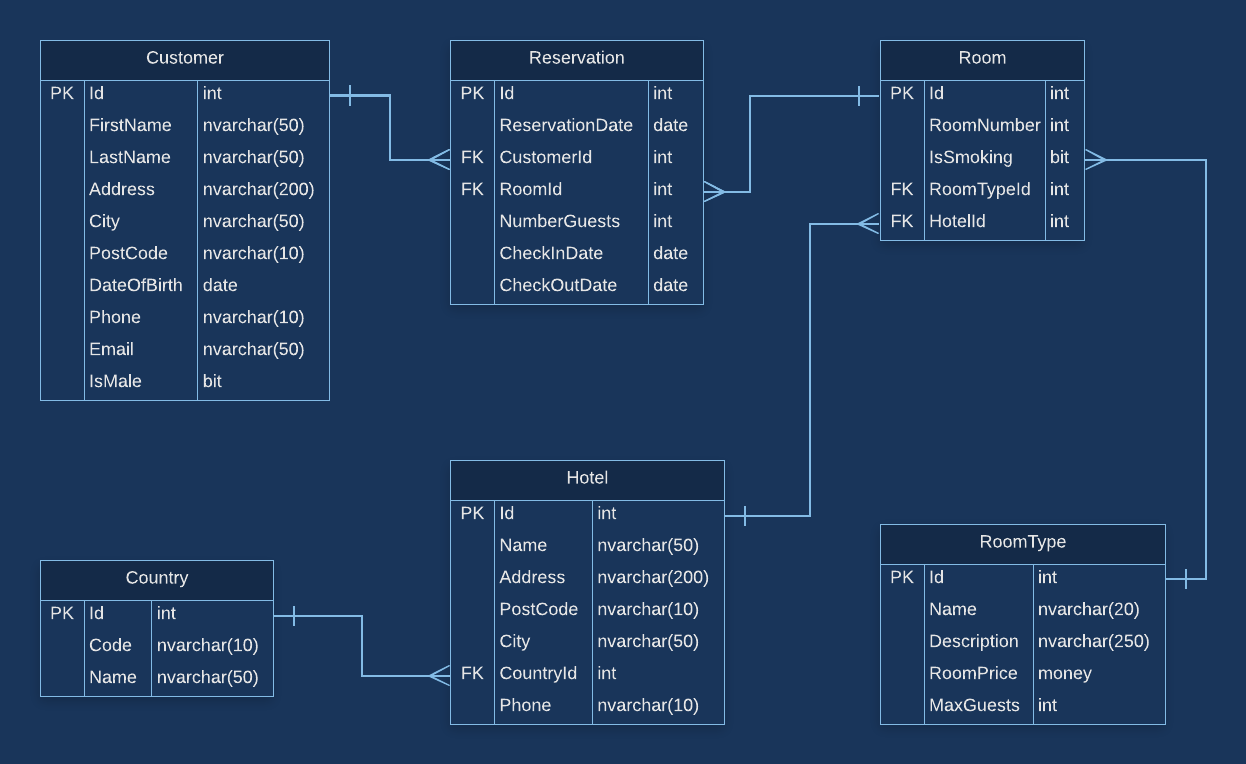 Customer
PK Id int
FirstName nvarchar(50)
LastName nvarchar(50)
Address nvarchar(200)
City nvarchar(50)
PostCode nvarchar(10)
DateOfBirth date
Phone nvarchar(10)
Email nvarchar(50)
IsMale bit
Reservation
PK Id int
ReservationDate date
FK CustomerId int
FK RoomId int
NumberGuests int
CheckInDate date
CheckOutDate date
Room
PK Id int
RoomNumber int
IsSmoking bit
FK RoomTypeId int
FK HotelId int
Country
PK Id int
Code nvarchar(10)
Name nvarchar(50)
Hotel
PK Id int
Name nvarchar(50)
Address nvarchar(200)
PostCode nvarchar(10)
City nvarchar(50)
FK CountryId int
Phone nvarchar(10)
RoomType
PK Id int
Name nvarchar(20)
Description nvarchar(250)
RoomPrice money
MaxGuests int